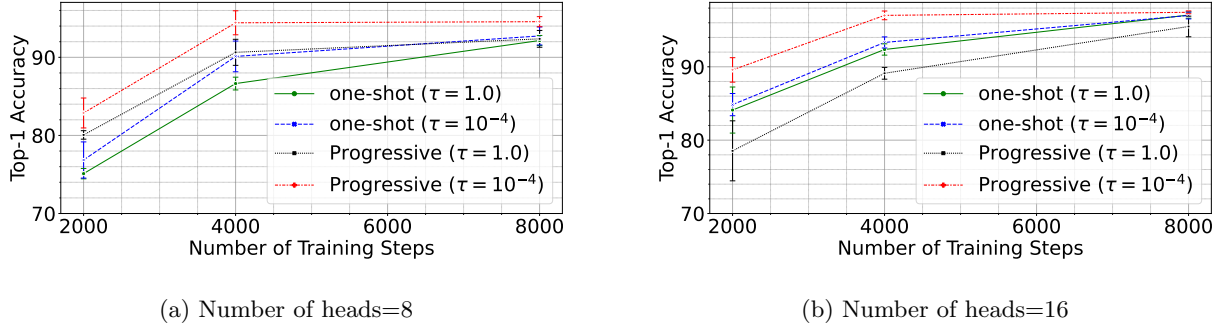 Top-1 Accuracy
90
80
70
2000
4000
6000
8000
Number of Training Steps
one-shot (τ = 1.0)
one-shot (τ = 10⁻⁴)
Progressive (τ = 1.0)
Progressive (τ = 10⁻⁴)
(a) Number of heads=8
Top-1 Accuracy
90
80
70
2000
4000
6000
8000
Number of Training Steps
one-shot (τ = 1.0)
one-shot (τ = 10⁻⁴)
Progressive (τ = 1.0)
Progressive (τ = 10⁻⁴)
(b) Number of heads=16